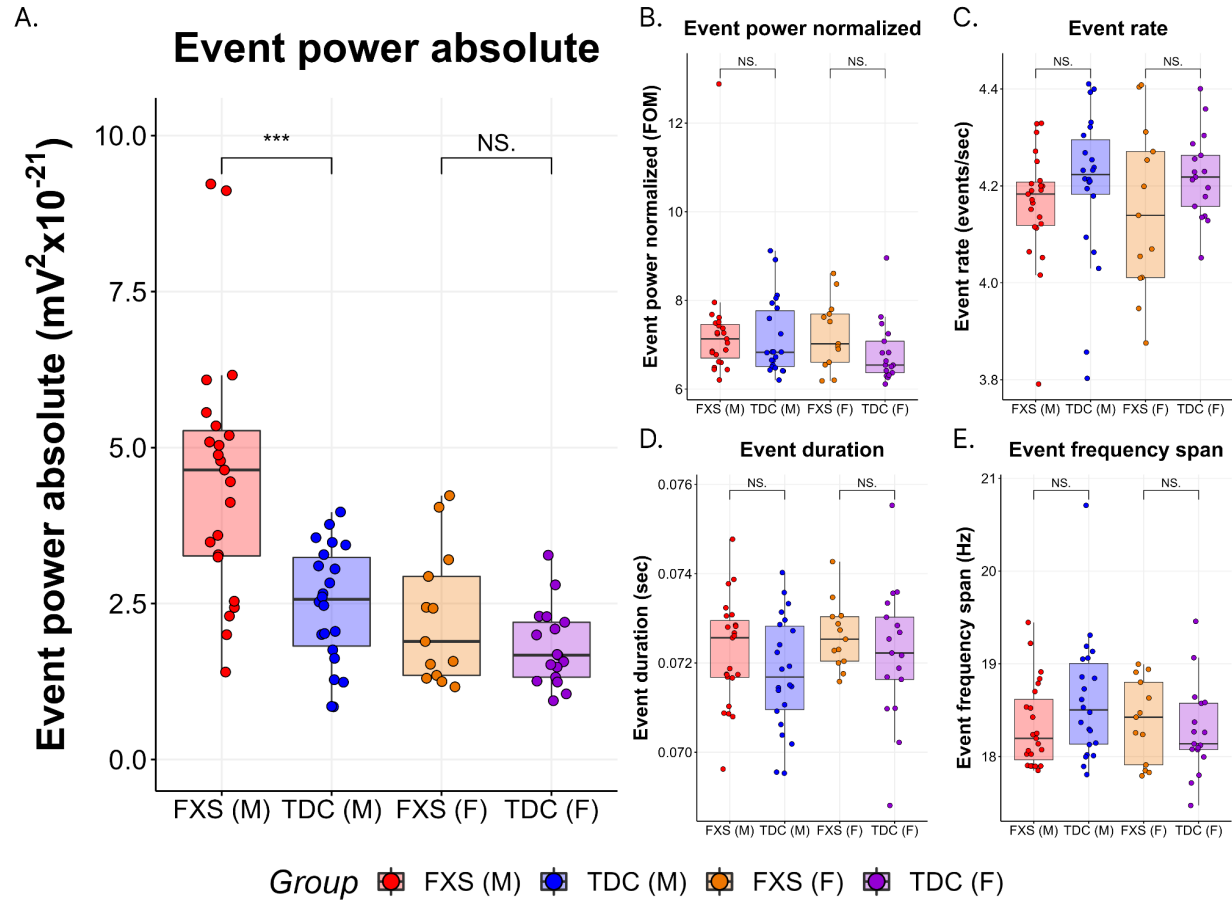 A.
Event power absolute
Event power absolute (mV²x10⁻²¹)
10.0
7.5
5.0
2.5
0.0
***
NS.
FXS (M) TDC (M) FXS (F) TDC (F)
B.
Event power normalized
Event power normalized (FOM)
12
10
8
6
NS. NS.
FXS (M) TDC (M) FXS (F) TDC (F)
C.
Event rate
Event rate (events/sec)
4.4
4.2
4.0
3.8
NS. NS.
FXS (M) TDC (M) FXS (F) TDC (F)
D.
Event duration
Event duration (sec)
0.076
0.074
0.072
0.070
NS. NS.
FXS (M) TDC (M) FXS (F) TDC (F)
E.
Event frequency span
Event frequency span (Hz)
21
20
19
18
NS. NS.
FXS (M) TDC (M) FXS (F) TDC (F)
Group FXS (M) TDC (M) FXS (F) TDC (F)